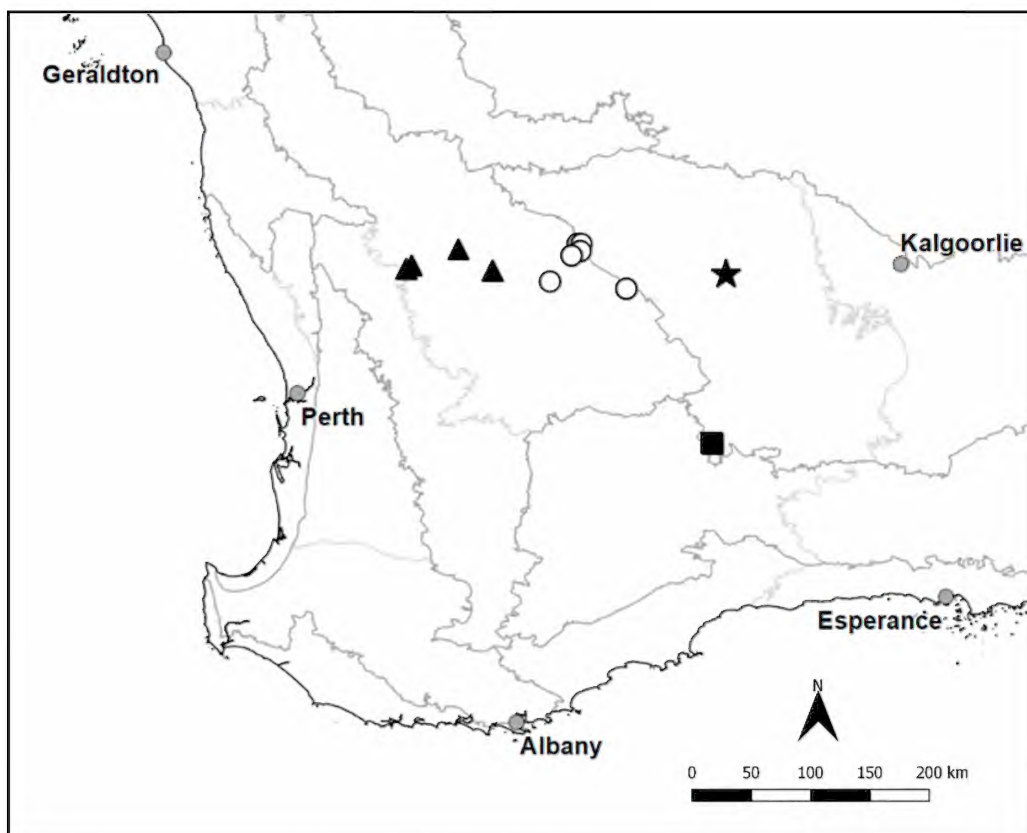 Geraldton
Kalgoorlie
Perth
Esperance
Albany
N
0 50 100 150 200 km